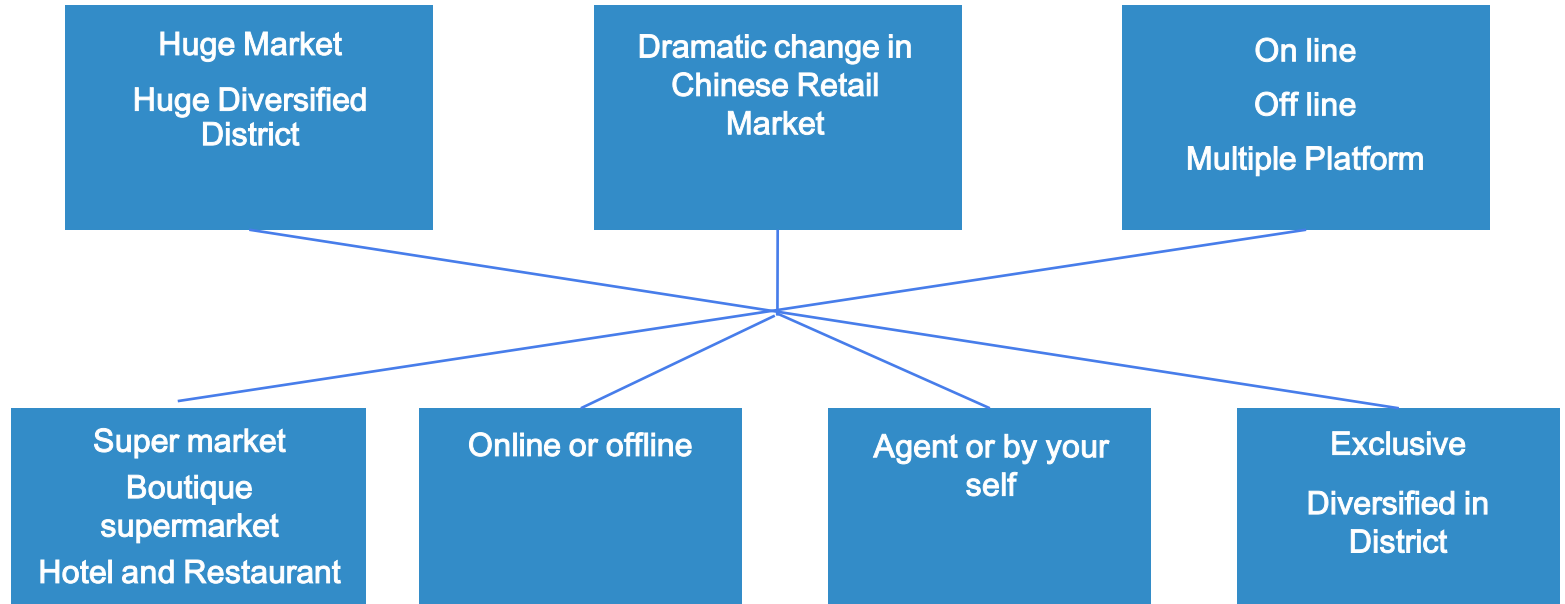 Huge Market
Huge Diversified
District
Dramatic change in
Chinese Retail
Market
On line
Off line
Multiple Platform
Super market
Boutique
supermarket
Hotel and Restaurant
Online or offline
Agent or by your
self
Exclusive
Diversified in
District